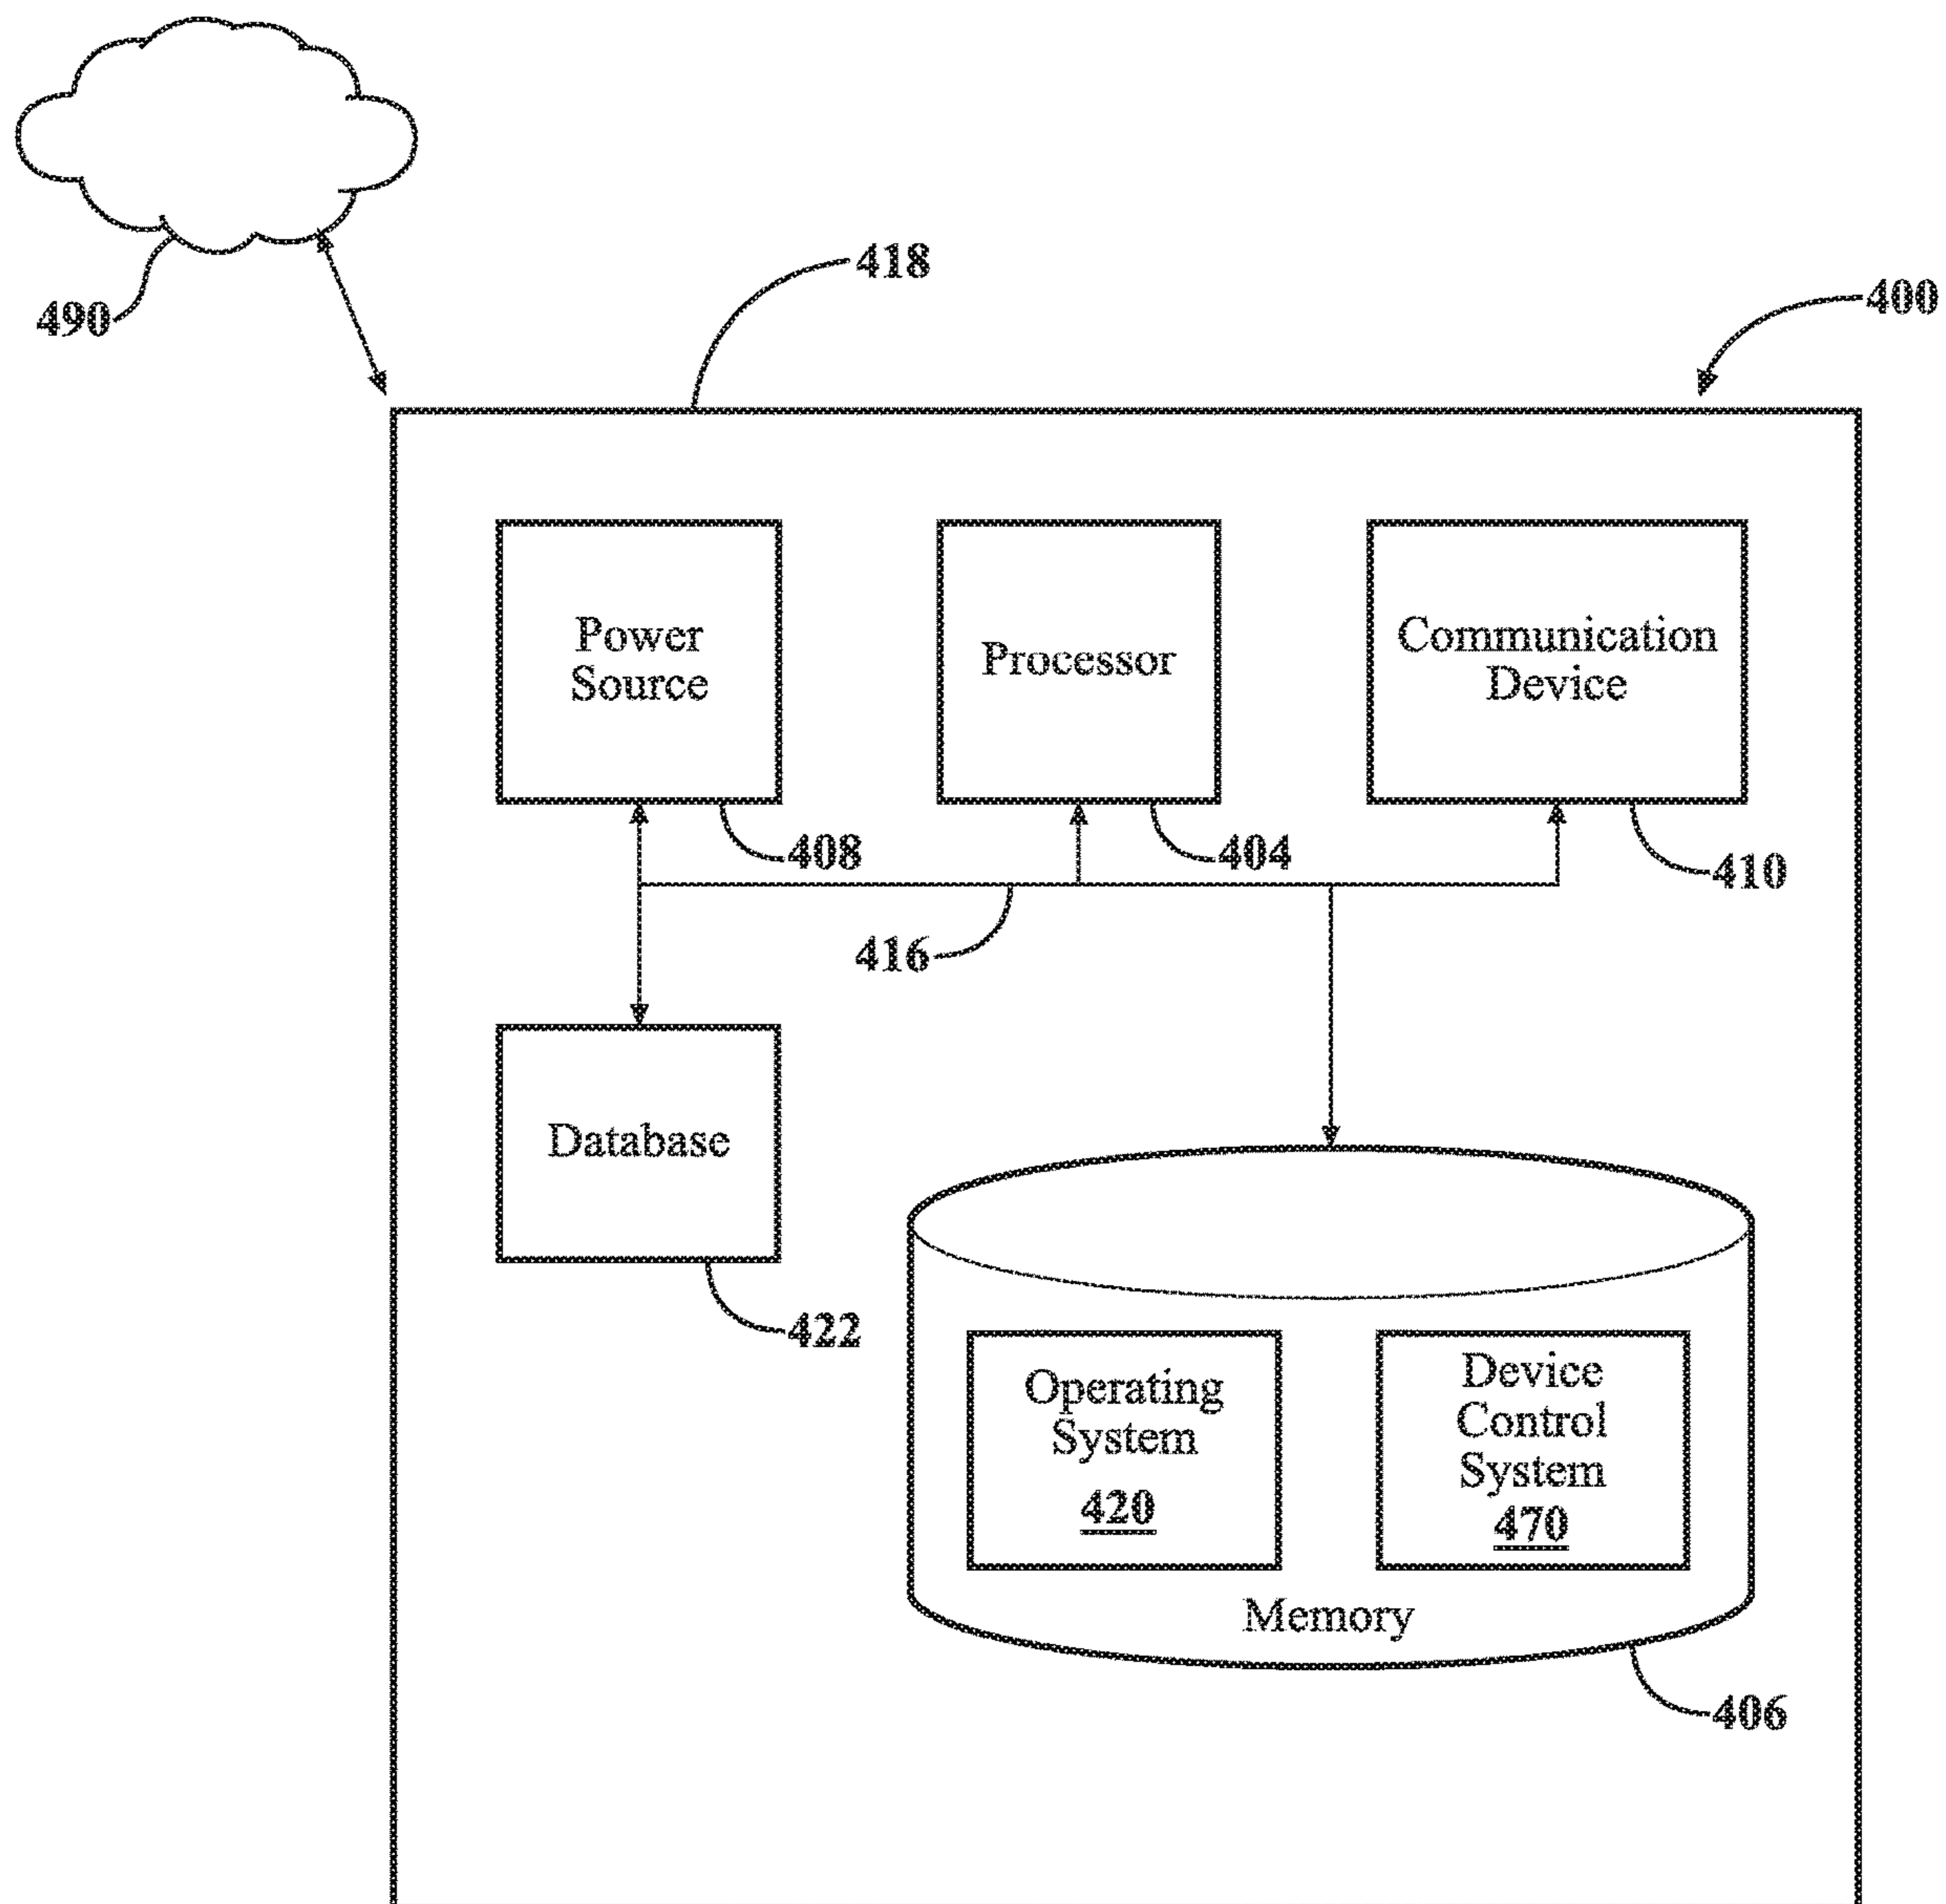 418
400
490
Power
Source
Processor
Communication
Device
408
404
410
416
Database
422
Operating
System
420
Device
Control
System
470
Memory
406